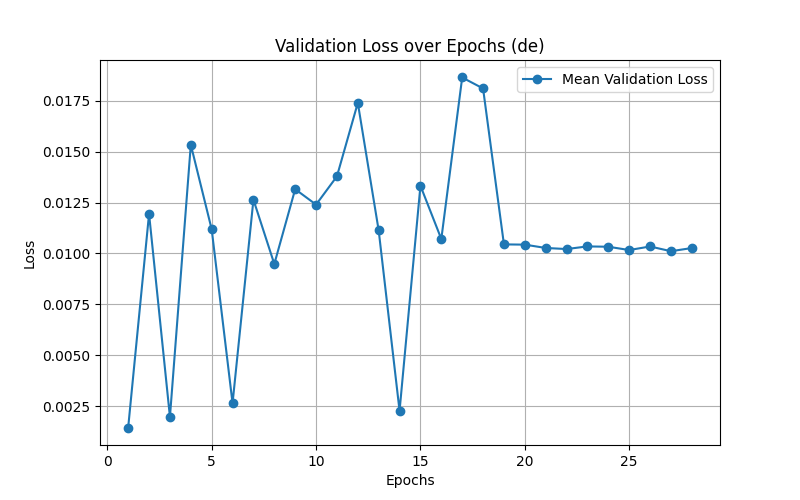 Validation Loss over Epochs (de)
Mean Validation Loss
Loss
0.0175
0.0150
0.0125
0.0100
0.0075
0.0050
0.0025
0 5 10 15 20 25
Epochs